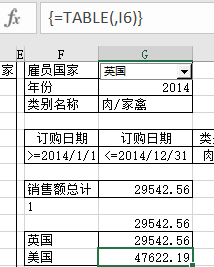 {=TABLE(,I6)}
E F G
家 雇员国家 英国
年份 2014
类别名称 肉/家禽
订购日期 订购日期 类
>=2014/1/1 <=2014/12/31 肉
销售额总计 29542.56
1
29542.56
英国 29542.56
美国 47622.19